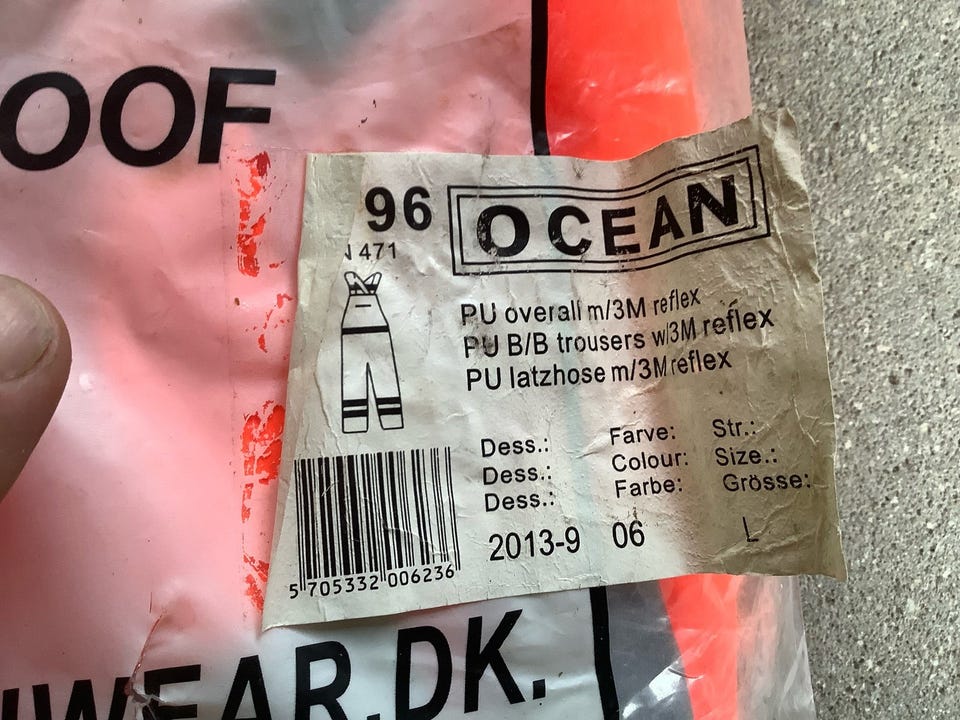 OOF
96
OCEAN
471
PU overall m/3M reflex
PU B/B trousers w/3M reflex
PU latzhose m/3M reflex
Dess.: Farve: Str.:
Dess.: Colour: Size.:
Dess.: Farbe: Grösse:
2013-9 06 L
5 705332 006236
WEAR.DK.